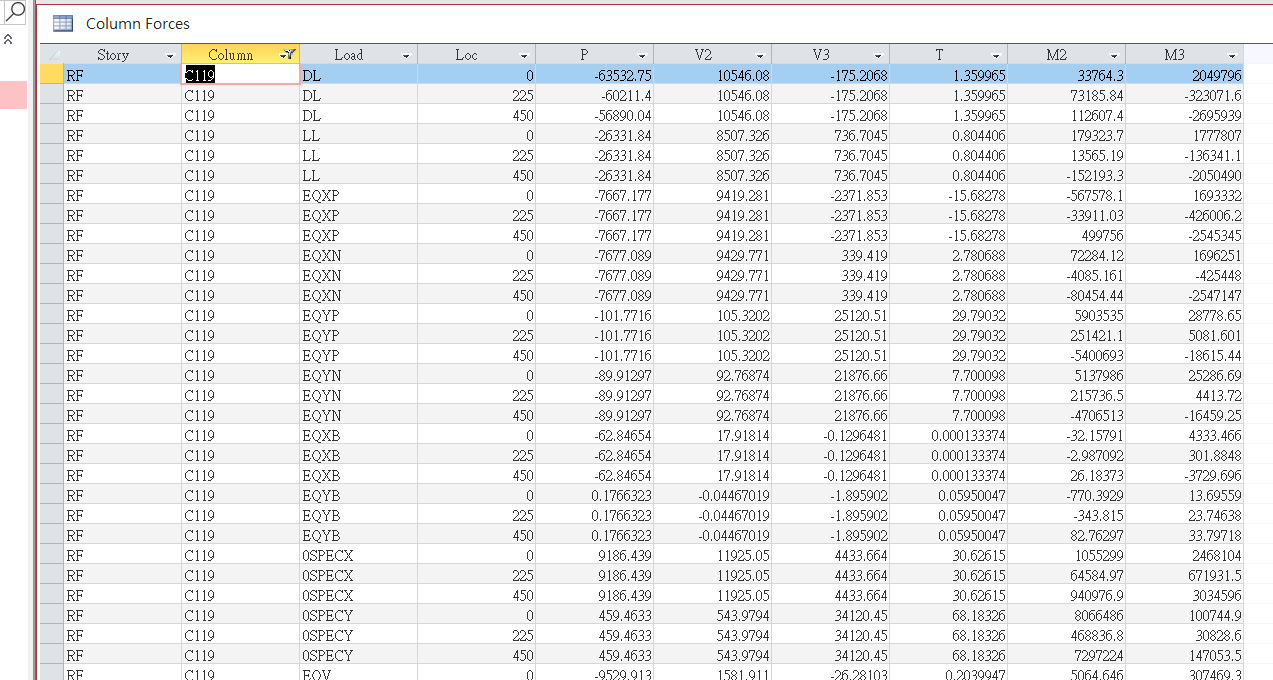 Column Forces
Story Column Load Loc P V2 V3 T M2 M3
RF C119 DL 0 -63532.75 10546.08 -175.2068 1.359965 33764.3 2049796
RF C119 DL 225 -60211.4 10546.08 -175.2068 1.359965 73185.84 -323071.6
RF C119 DL 450 -56890.04 10546.08 -175.2068 1.359965 112607.4 -2695939
RF C119 LL 0 -26331.84 8507.326 736.7045 0.804406 179323.7 1777807
RF C119 LL 225 -26331.84 8507.326 736.7045 0.804406 13565.19 -136341.1
RF C119 LL 450 -26331.84 8507.326 736.7045 0.804406 -152193.3 -2050490
RF C119 EQXP 0 -7667.177 9419.281 -2371.853 -15.68278 -567578.1 1693332
RF C119 EQXP 225 -7667.177 9419.281 -2371.853 -15.68278 -33911.03 -426006.2
RF C119 EQXP 450 -7667.177 9419.281 -2371.853 -15.68278 499756 -2545345
RF C119 EQXN 0 -7677.089 9429.771 339.419 2.780688 72284.12 1696251
RF C119 EQXN 225 -7677.089 9429.771 339.419 2.780688 -4085.161 -425448
RF C119 EQXN 450 -7677.089 9429.771 339.419 2.780688 -80454.44 -2547147
RF C119 EQYP 0 -101.7716 105.3202 25120.51 29.79032 5903535 28778.65
RF C119 EQYP 225 -101.7716 105.3202 25120.51 29.79032 251421.1 5081.601
RF C119 EQYP 450 -101.7716 105.3202 25120.51 29.79032 -5400693 -18615.44
RF C119 EQYN 0 -89.91297 92.76874 21876.66 7.700098 5137986 25286.69
RF C119 EQYN 225 -89.91297 92.76874 21876.66 7.700098 215736.5 4413.72
RF C119 EQYN 450 -89.91297 92.76874 21876.66 7.700098 -4706513 -16459.25
RF C119 EQXB 0 -62.84654 17.91814 -0.1296481 0.000133374 -32.15791 4333.466
RF C119 EQXB 225 -62.84654 17.91814 -0.1296481 0.000133374 -2.987092 301.8848
RF C119 EQXB 450 -62.84654 17.91814 -0.1296481 0.000133374 26.18373 -3729.696
RF C119 EQYB 0 0.1766323 -0.04467019 -1.895902 0.05950047 -770.3929 13.69559
RF C119 EQYB 225 0.1766323 -0.04467019 -1.895902 0.05950047 -343.815 23.74638
RF C119 EQYB 450 0.1766323 -0.04467019 -1.895902 0.05950047 82.76297 33.79718
RF C119 0SPECX 0 9186.439 11925.05 4433.664 30.62615 1055299 2468104
RF C119 0SPECX 225 9186.439 11925.05 4433.664 30.62615 64584.97 671931.5
RF C119 0SPECX 450 9186.439 11925.05 4433.664 30.62615 940976.9 3034596
RF C119 0SPECY 0 459.4633 543.9794 34120.45 68.18326 8066486 100744.9
RF C119 0SPECY 225 459.4633 543.9794 34120.45 68.18326 468836.8 30828.6
RF C119 0SPECY 450 459.4633 543.9794 34120.45 68.18326 7297224 147053.5
RF C119 EQV 0 -9529.913 1581.911 -26.28103 0.2039947 5064.646 307469.3